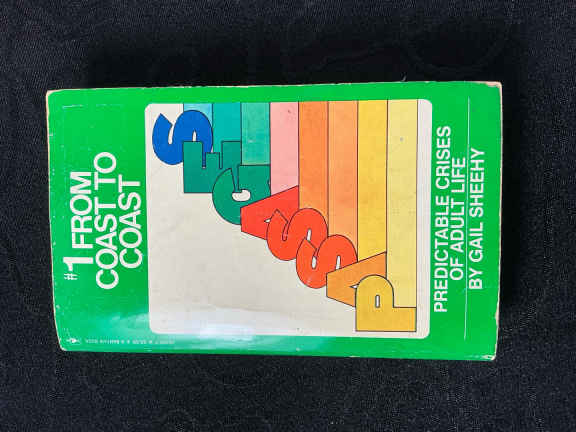 #1 FROM
COAST TO
COAST
PASSAGES
PREDICTABLE CRISES
OF ADULT LIFE
BY GAIL SHEEHY